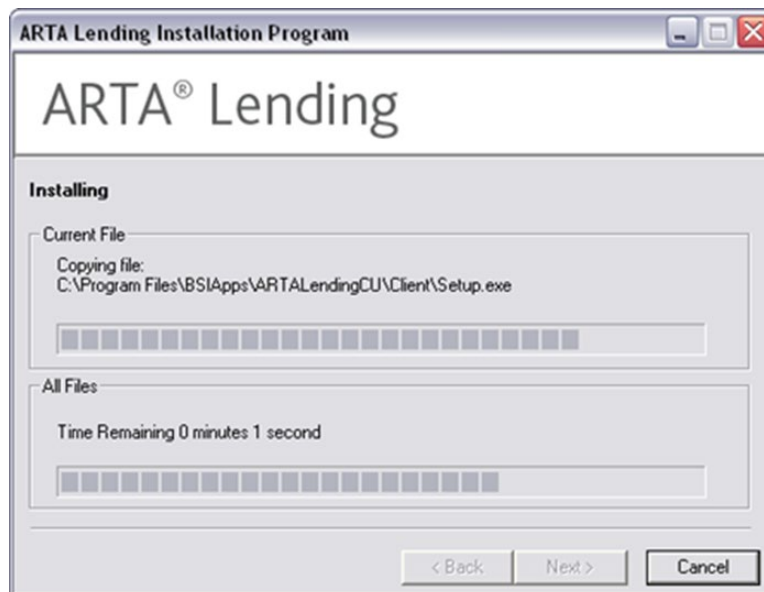 ARTA Lending Installation Program
ARTA® Lending
Installing
Current File
Copying file:
C:\Program Files\BSIApps\ARTALendingCU\Client\Setup.exe
All Files
Time Remaining 0 minutes 1 second
< Back
Next >
Cancel